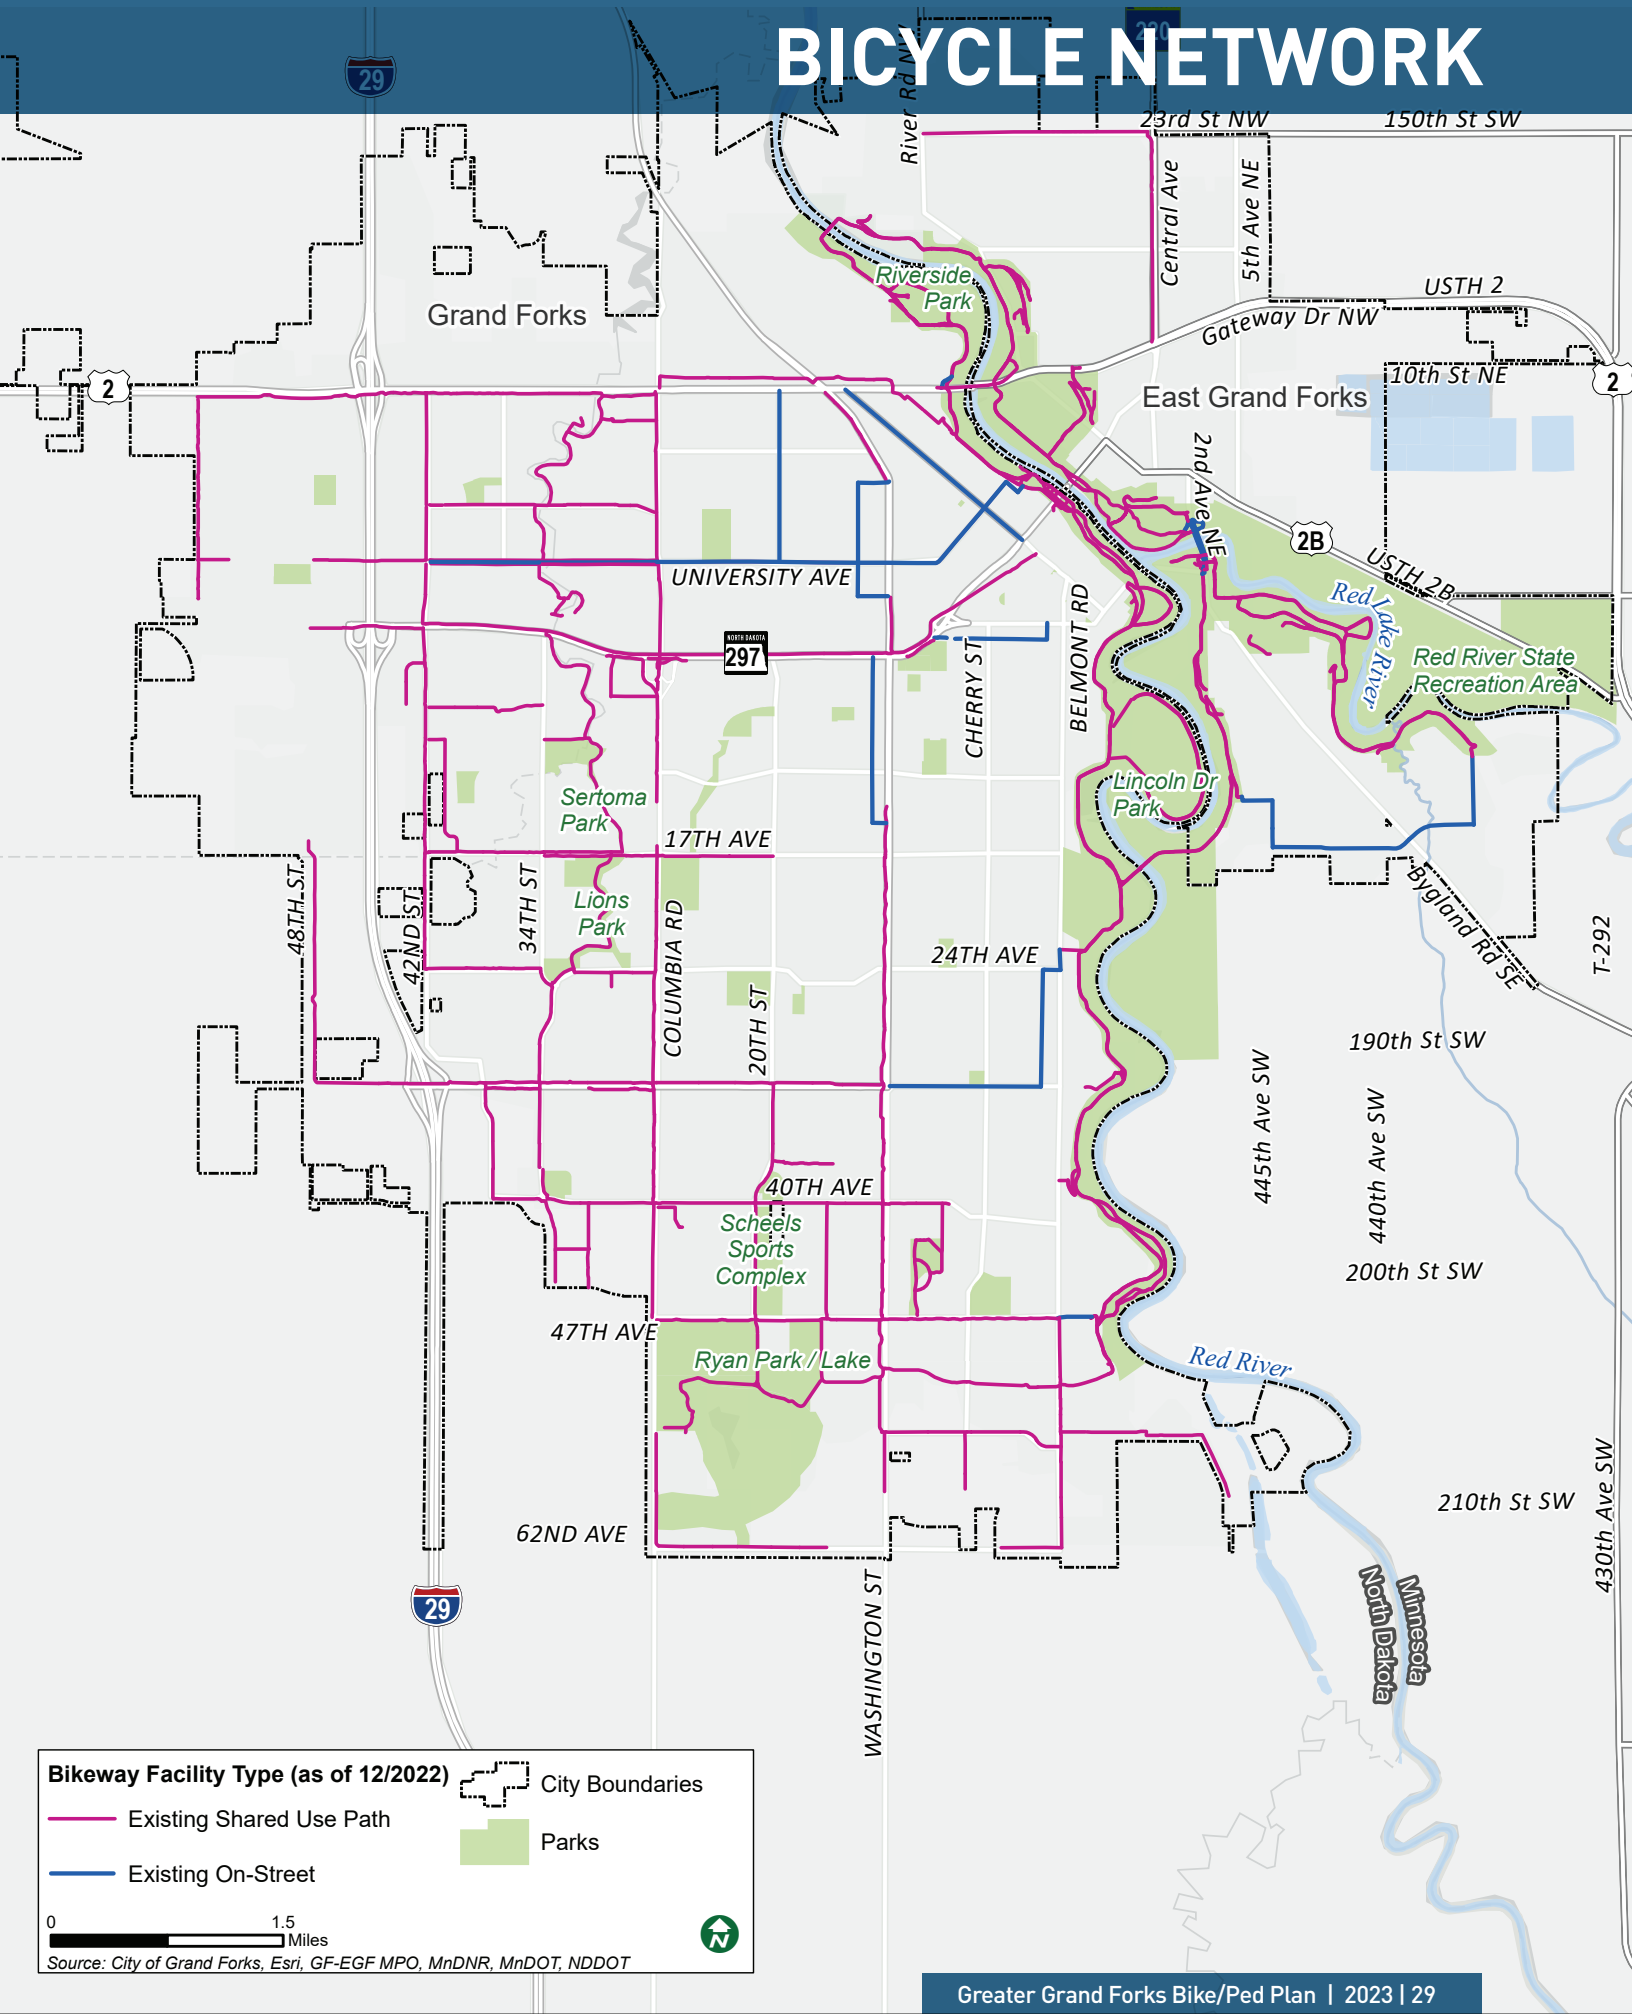 BICYCLE NETWORK
220
29
River Rd NW
23rd St NW
150th St SW
Central Ave
5th Ave NE
Riverside
Park
USTH 2
Gateway Dr NW
Grand Forks
2
10th St NE
2
East Grand Forks
2nd Ave NE
2B
USTH 2B
UNIVERSITY AVE
Red Lake River
NORTH DAKOTA
297
CHERRY ST
BELMONT RD
Red River State
Recreation Area
Lincoln Dr
Park
Sertoma
Park
17TH AVE
48TH ST
42ND ST
34TH ST
Lions
Park
COLUMBIA RD
24TH AVE
20TH ST
Bygland Rd SE
T-292
190th St SW
445th Ave SW
440th Ave SW
40TH AVE
Scheels
Sports
Complex
200th St SW
47TH AVE
Ryan Park / Lake
Red River
62ND AVE
210th St SW
430th Ave SW
29
WASHINGTON ST
Minnesota
North Dakota
Bikeway Facility Type (as of 12/2022)
City Boundaries
Existing Shared Use Path
Parks
Existing On-Street
0
1.5
Miles
N
Source: City of Grand Forks, Esri, GF-EGF MPO, MnDNR, MnDOT, NDDOT
Greater Grand Forks Bike/Ped Plan | 2023 | 29